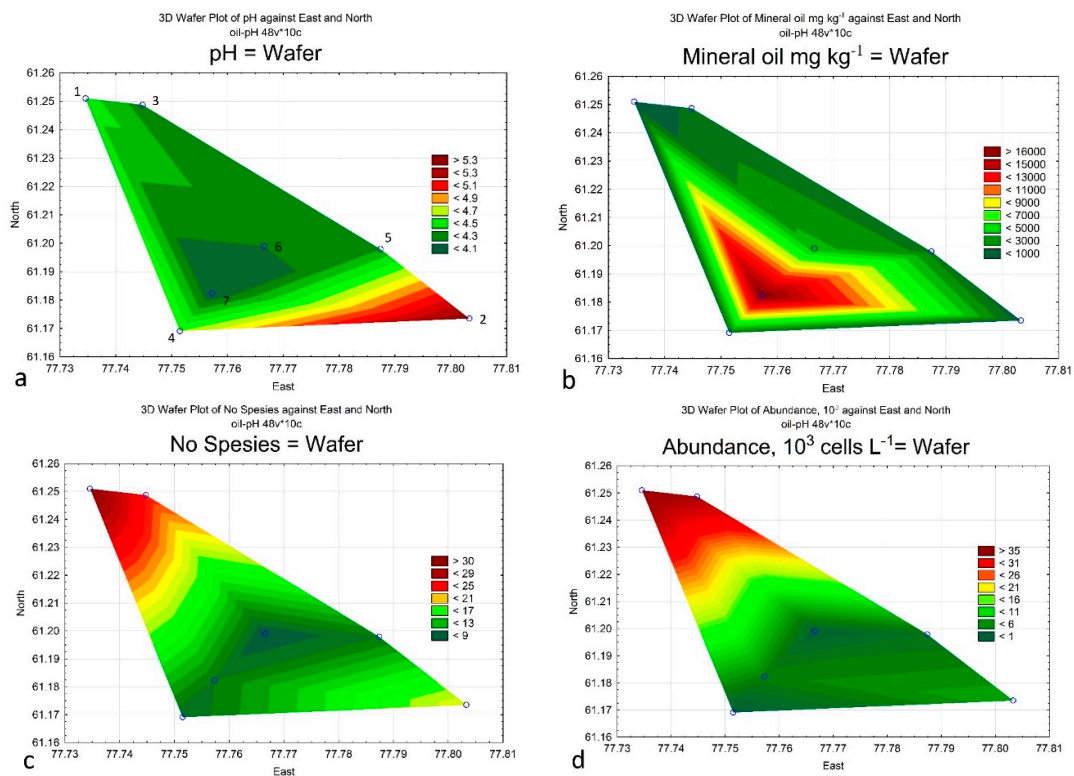 3D Wafer Plot of pH against East and North
oil-pH 48v*10c
pH = Wafer
61.26
61.25
61.24
61.23
61.22
61.21
61.20
61.19
61.18
61.17
61.16
North
1
3
5
6
7
4
2
> 5.3
< 5.3
< 5.1
< 4.9
< 4.7
< 4.5
< 4.3
< 4.1
77.73 77.74 77.75 77.76 77.77 77.78 77.79 77.80 77.81
East
a
3D Wafer Plot of Mineral oil mg kg⁻¹ against East and North
oil-pH 48v*10c
Mineral oil mg kg⁻¹ = Wafer
61.26
61.25
61.24
61.23
61.22
61.21
61.20
61.19
61.18
61.17
61.16
North
> 16000
< 15000
< 13000
< 11000
< 9000
< 7000
< 5000
< 3000
< 1000
77.73 77.74 77.75 77.76 77.77 77.78 77.79 77.80 77.81
East
b
3D Wafer Plot of No Spesies against East and North
oil-pH 48v*10c
No Spesies = Wafer
61.26
61.25
61.24
61.23
61.22
61.21
61.20
61.19
61.18
61.17
61.16
North
> 30
< 29
< 25
< 21
< 17
< 13
< 9
77.73 77.74 77.75 77.76 77.77 77.78 77.79 77.80 77.81
East
c
3D Wafer Plot of Abundance, 10³ against East and North
oil-pH 48v*10c
Abundance, 10³ cells L⁻¹= Wafer
61.26
61.25
61.24
61.23
61.22
61.21
61.20
61.19
61.18
61.17
61.16
North
> 35
< 31
< 26
< 21
< 16
< 11
< 6
< 1
77.73 77.74 77.75 77.76 77.77 77.78 77.79 77.80 77.81
East
d